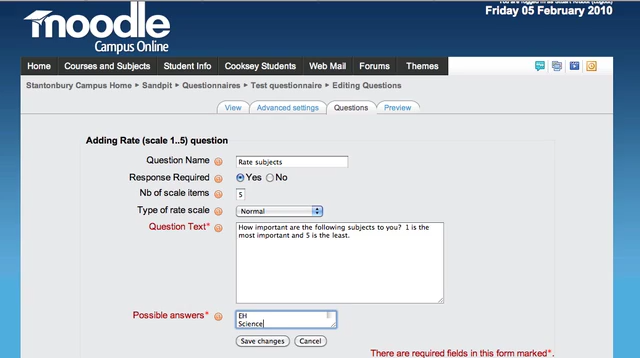 moodle
Campus Online
Friday 05 February 2010
Home Courses and Subjects Student Info Cooksey Students Web Mail Forums Themes
Stantonbury Campus Home ► Sandpit ► Questionnaires ► Test questionnaire ► Editing Questions
View Advanced settings Questions Preview
Adding Rate (scale 1..5) question
Question Name Rate subjects
Response Required Yes No
Nb of scale items 5
Type of rate scale Normal
Question Text* How important are the following subjects to you? 1 is the
most important and 5 is the least.
Possible answers* EH
Science
Save changes Cancel
There are required fields in this form marked*.